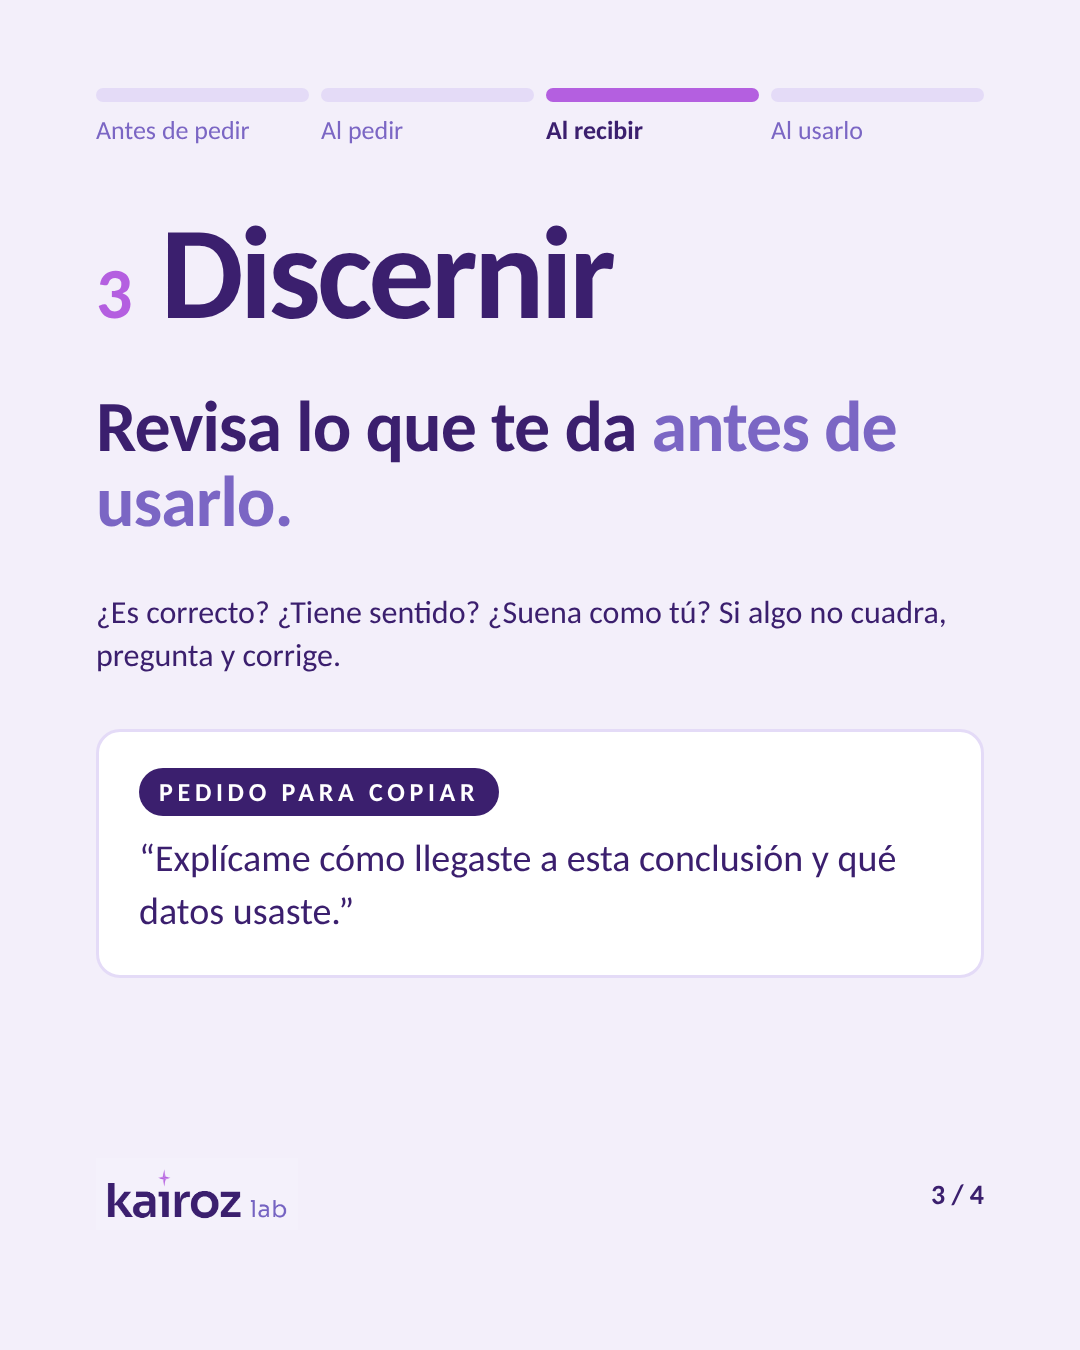 Antes de pedir
Al pedir
Al recibir
Al usarlo
3 Discernir
Revisa lo que te da antes de
usarlo.
¿Es correcto? ¿Tiene sentido? ¿Suena como tú? Si algo no cuadra,
pregunta y corrige.
PEDIDO PARA COPIAR
“Explícame cómo llegaste a esta conclusión y qué
datos usaste.”
kairoz lab
3 / 4